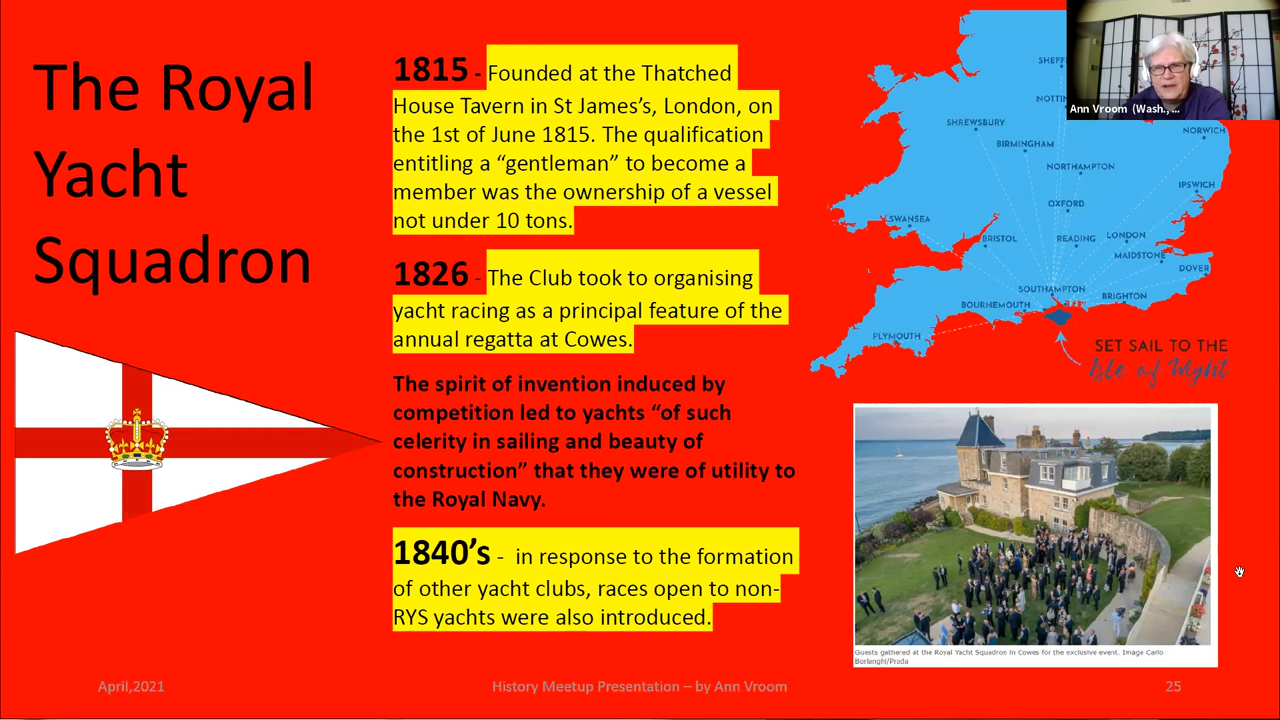 The Royal
Yacht
Squadron
1815 - Founded at the Thatched
House Tavern in St James’s, London, on
the 1st of June 1815. The qualification
entitling a “gentleman” to become a
member was the ownership of a vessel
not under 10 tons.
1826 - The Club took to organising
yacht racing as a principal feature of the
annual regatta at Cowes.
The spirit of invention induced by
competition led to yachts “of such
celerity in sailing and beauty of
construction” that they were of utility to
the Royal Navy.
1840’s - in response to the formation
of other yacht clubs, races open to non-
RYS yachts were also introduced.
Ann Vroom (Wash.,...
SHREWSBURY
NORWICH
BIRMINGHAM
NORTHAMPTON
IPSWICH
OXFORD
SWANSEA
BRISTOL
READING
LONDON
MAIDSTONE
DOVER
SOUTHAMPTON
BRIGHTON
BOURNEMOUTH
PLYMOUTH
SET SAIL TO THE
Isle of Wight
Guests gathered at the Royal Yacht Squadron in Cowes for the exclusive event. Image Carlo
Borlenghi/Prada
April,2021
History Meetup Presentation – by Ann Vroom
25